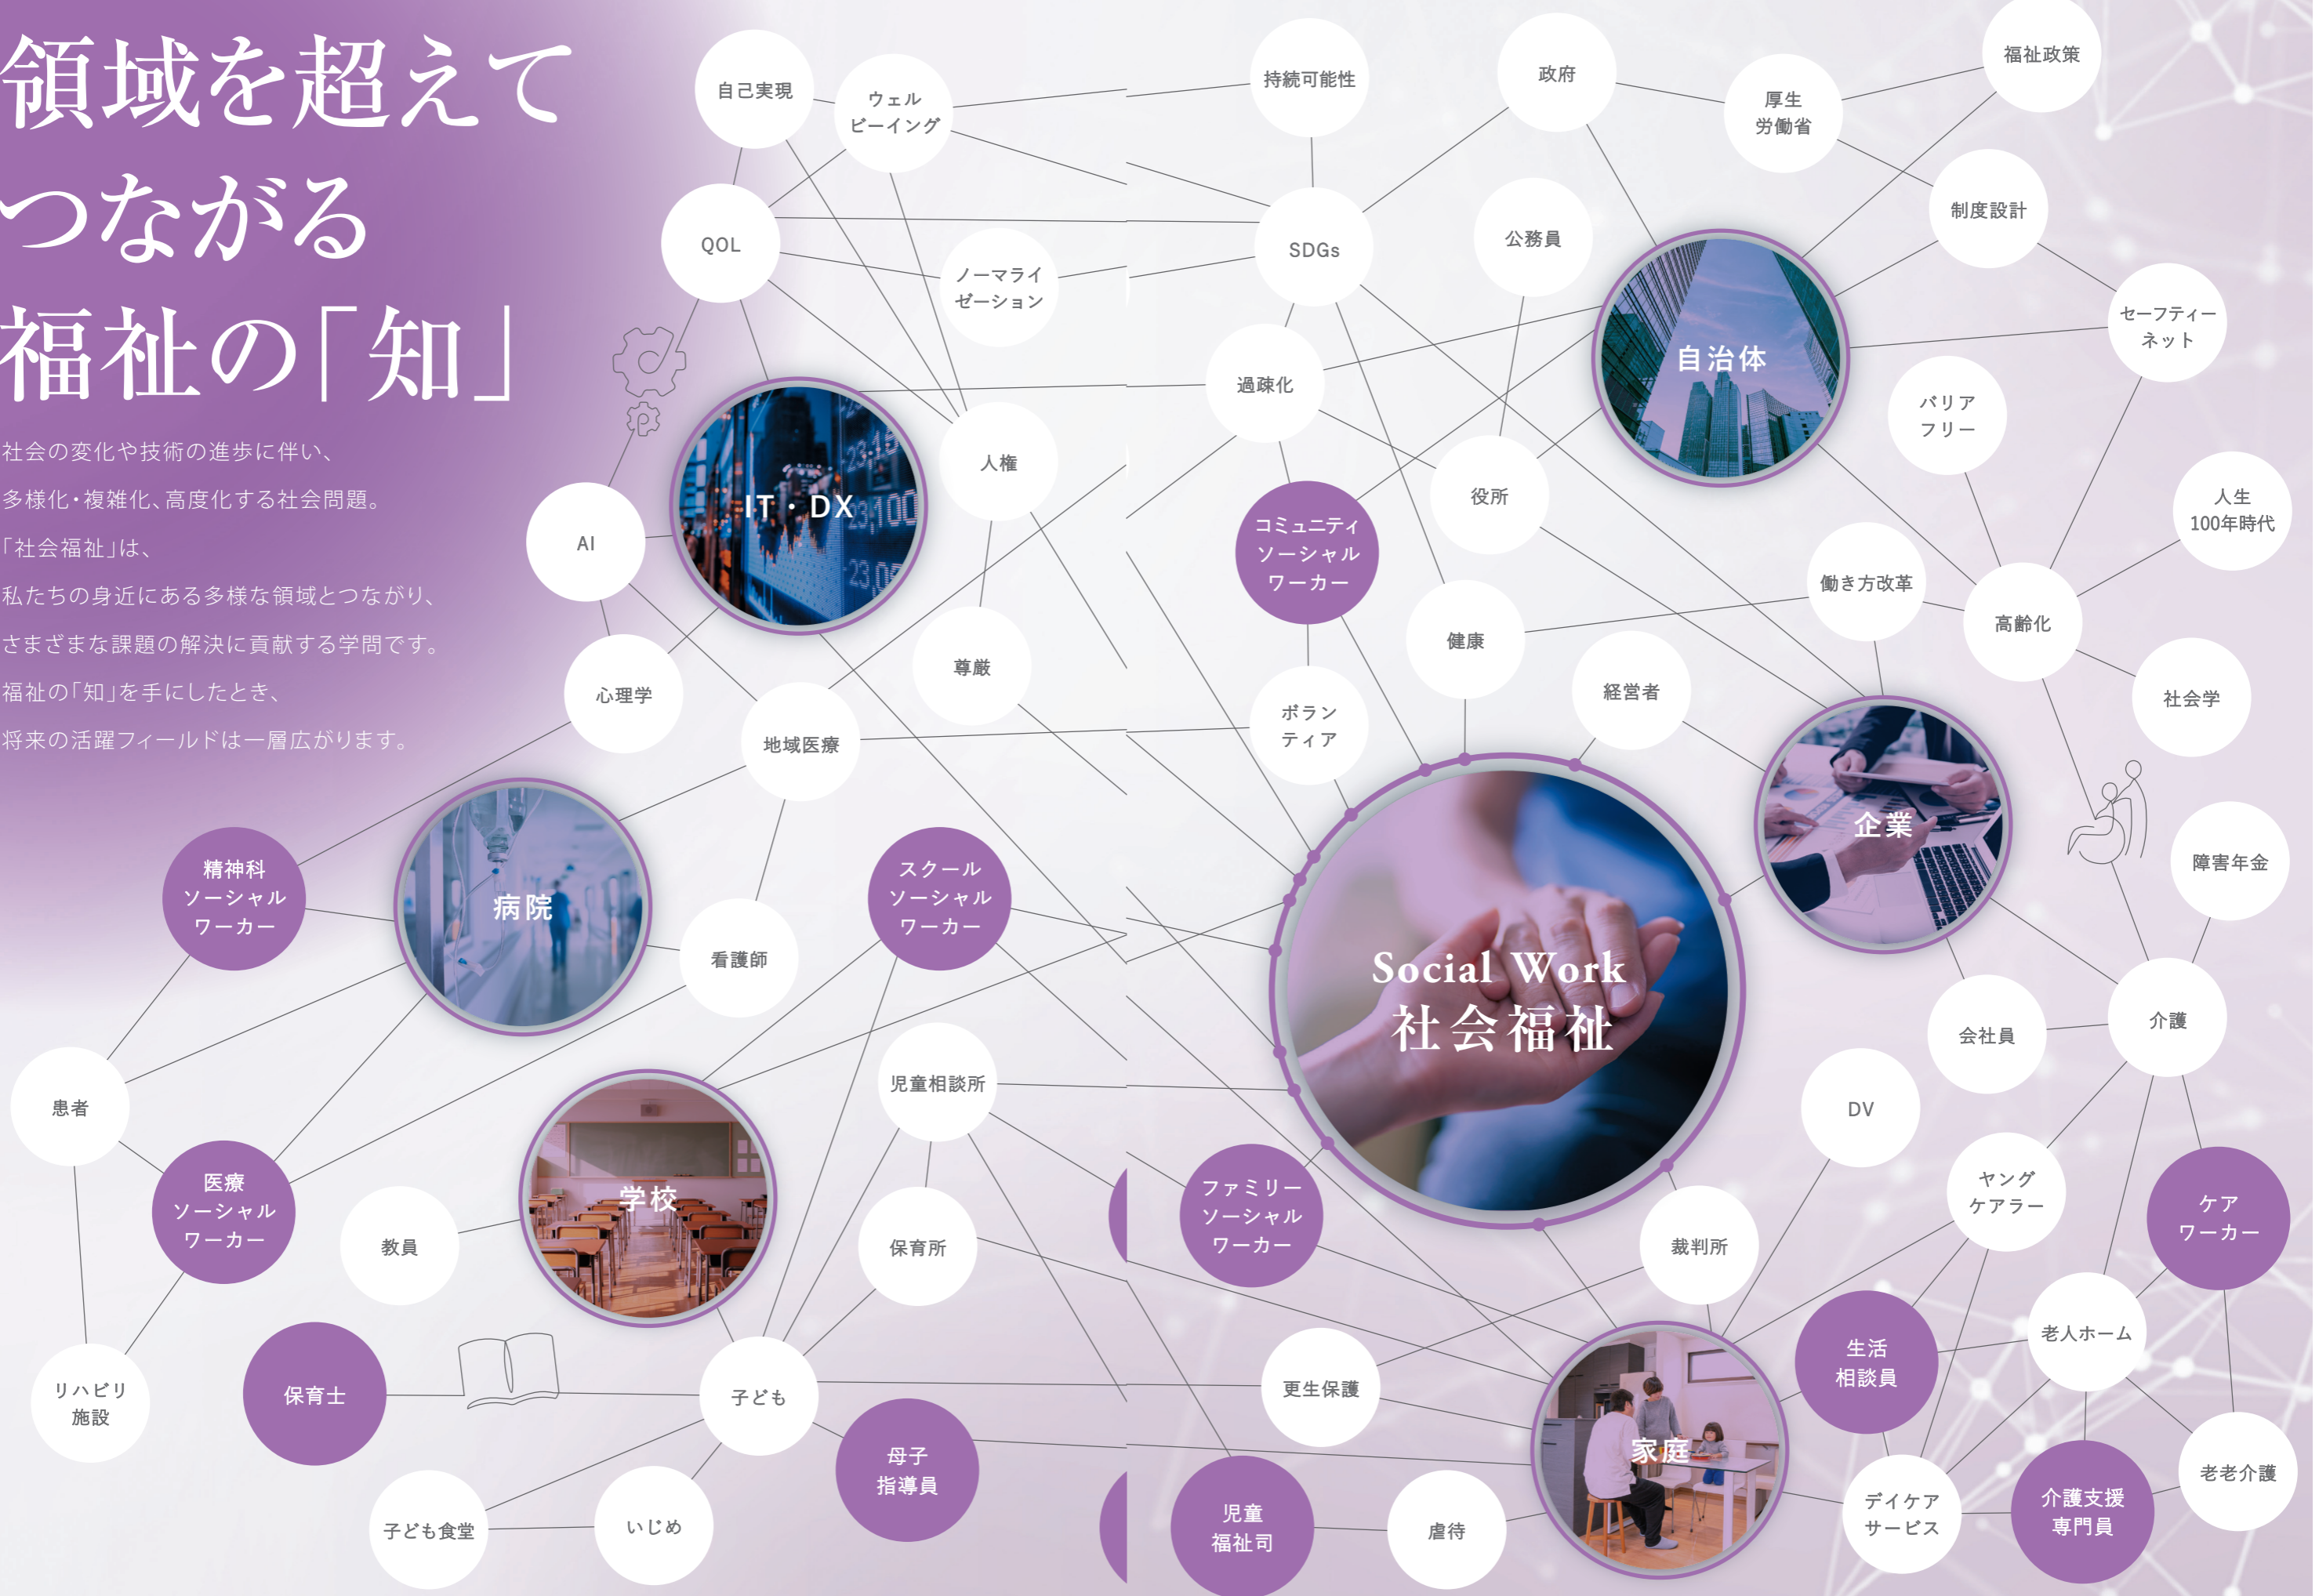 領域を超えて
つながる
福祉の「知」
社会の変化や技術の進歩に伴い、
多様化・複雑化、高度化する社会問題。
「社会福祉」は、
私たちの身近にある多様な領域とつながり、
さまざまな課題の解決に貢献する学問です。
福祉の「知」を手にしたとき、
将来の活躍フィールドは一層広がります。
自己実現
ウェル
ビーイング
QOL
ノーマライ
ゼーション
IT・DX
人権
AI
心理学
尊厳
地域医療
精神科
ソーシャル
ワーカー
病院
スクール
ソーシャル
ワーカー
看護師
患者
児童相談所
医療
ソーシャル
ワーカー
学校
教員
保育所
リハビリ
施設
保育士
子ども
母子
指導員
子ども食堂
いじめ
持続可能性
政府
厚生
労働省
福祉政策
制度設計
SDGs
公務員
自治体
セーフティー
ネット
過疎化
バリア
フリー
役所
人生
100年時代
コミュニティ
ソーシャル
ワーカー
働き方改革
高齢化
健康
経営者
社会学
ボラン
ティア
企業
障害年金
Social Work
社会福祉
会社員
介護
DV
ヤング
ケアラー
ファミリー
ソーシャル
ワーカー
裁判所
ケア
ワーカー
更生保護
生活
相談員
老人ホーム
家庭
児童
福祉司
虐待
デイケア
サービス
介護支援
専門員
老老介護
23,15
23,100
23,05